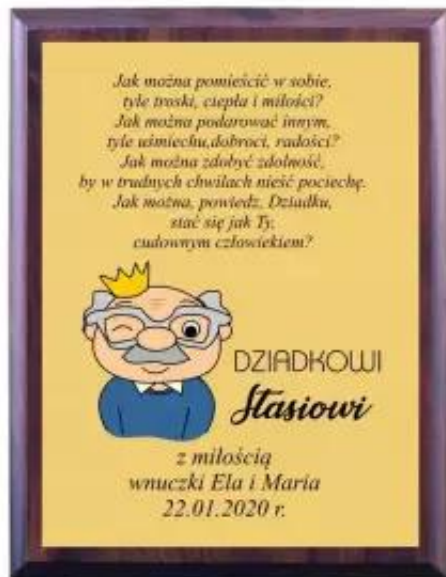 Jak można pomieścić w sobie,
tyle troski, ciepła i miłości?
Jak można podarować innym,
tyle uśmiechu,dobroci, radości?
Jak można zdobyć zdolność,
by w trudnych chwilach nieść pociechę.
Jak można, powiedz, Dziadku,
stać się jak Ty,
cudownym człowiekiem?
DZIADKOWI
Stasiowi
z miłością
wnuczki Ela i Maria
22.01.2020 r.